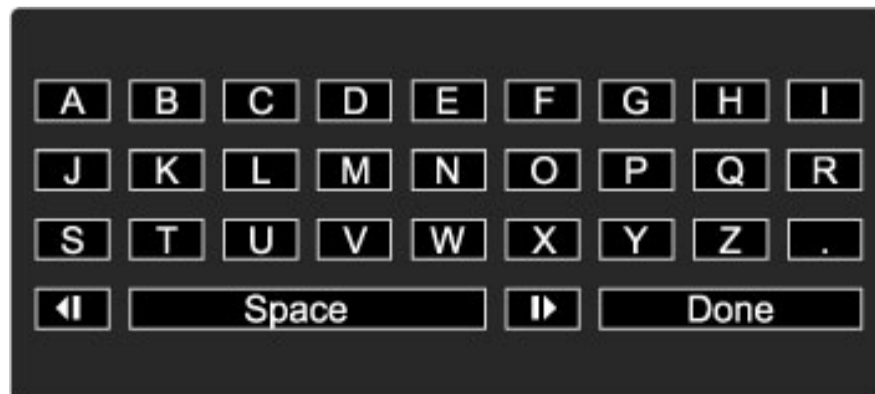 A B C D E F G H I
J K L M N O P Q R
S T U V W X Y Z .
Space Done